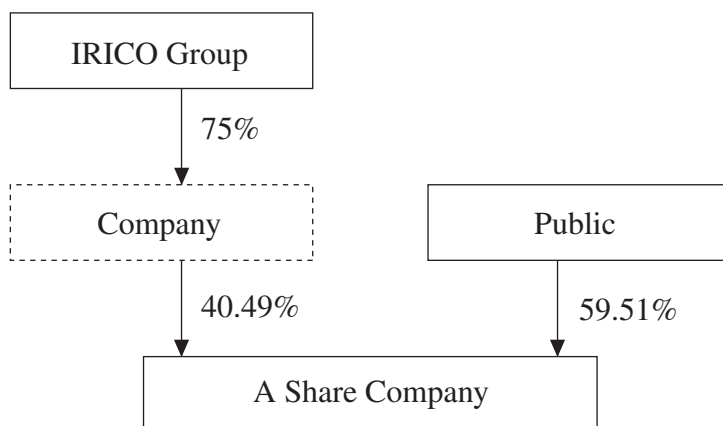 IRICO Group
75%
Company
Public
40.49%
59.51%
A Share Company